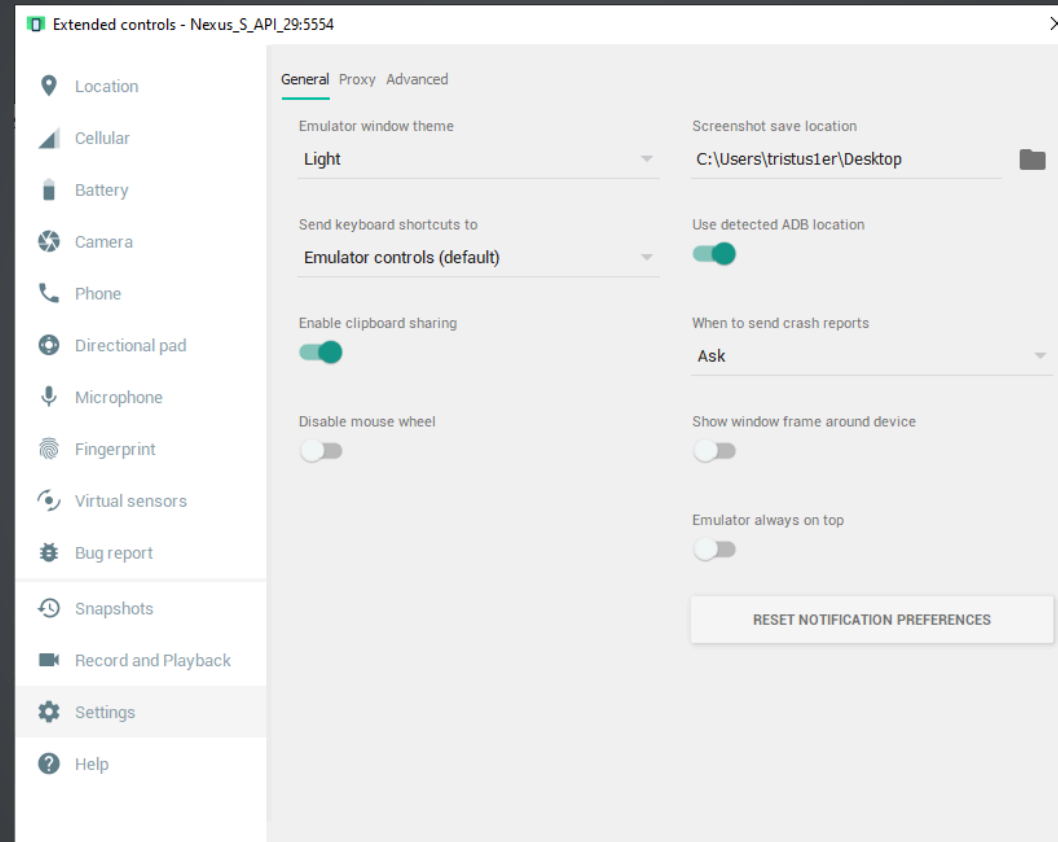 Extended controls - Nexus_S_API_29:5554
Location
Cellular
Battery
Camera
Phone
Directional pad
Microphone
Fingerprint
Virtual sensors
Bug report
Snapshots
Record and Playback
Settings
Help
General Proxy Advanced
Emulator window theme
Light
Send keyboard shortcuts to
Emulator controls (default)
Enable clipboard sharing
Disable mouse wheel
Screenshot save location
C:\Users\tristus1er\Desktop
Use detected ADB location
When to send crash reports
Ask
Show window frame around device
Emulator always on top
RESET NOTIFICATION PREFERENCES